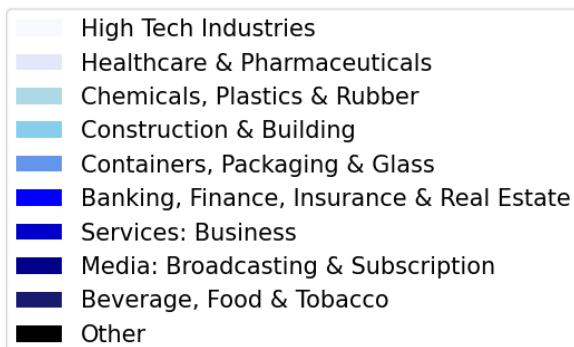 High Tech Industries
Healthcare & Pharmaceuticals
Chemicals, Plastics & Rubber
Construction & Building
Containers, Packaging & Glass
Banking, Finance, Insurance & Real Estate
Services: Business
Media: Broadcasting & Subscription
Beverage, Food & Tobacco
Other